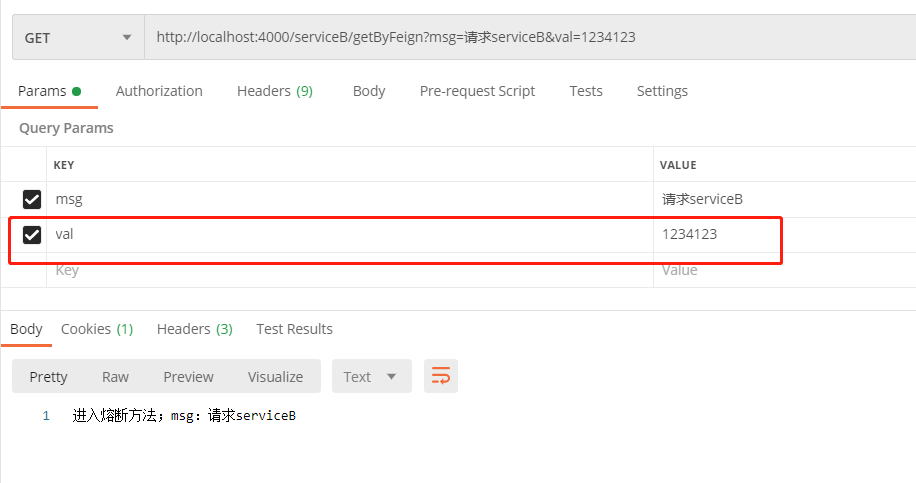 GET http://localhost:4000/serviceB/getByFeign?msg=请求serviceB&val=1234123
Params Authorization Headers (9) Body Pre-request Script Tests Settings
Query Params
KEY VALUE
msg 请求serviceB
val 1234123
Key Value
Body Cookies (1) Headers (3) Test Results
Pretty Raw Preview Visualize Text
1 进入熔断方法；msg：请求serviceB